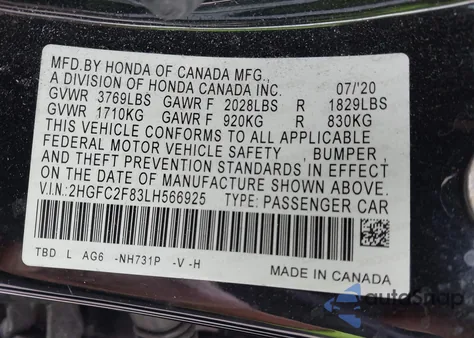 MFD.BY HONDA OF CANADA MFG.,
A DIVISION OF HONDA CANADA INC. 07/'20
GVWR 3769LBS GAWR F 2028LBS R 1829LBS
GVWR 1710KG GAWR F 920KG R 830KG
THIS VEHICLE CONFORMS TO ALL APPLICABLE
FEDERAL MOTOR VEHICLE SAFETY , BUMPER ,
AND THEFT PREVENTION STANDARDS IN EFFECT
ON THE DATE OF MANUFACTURE SHOWN ABOVE.
V.I.N.:2HGFC2F83LH566925 TYPE: PASSENGER CAR
TBD L AG6 -NH731P -V -H
MADE IN CANADA
autoSnap